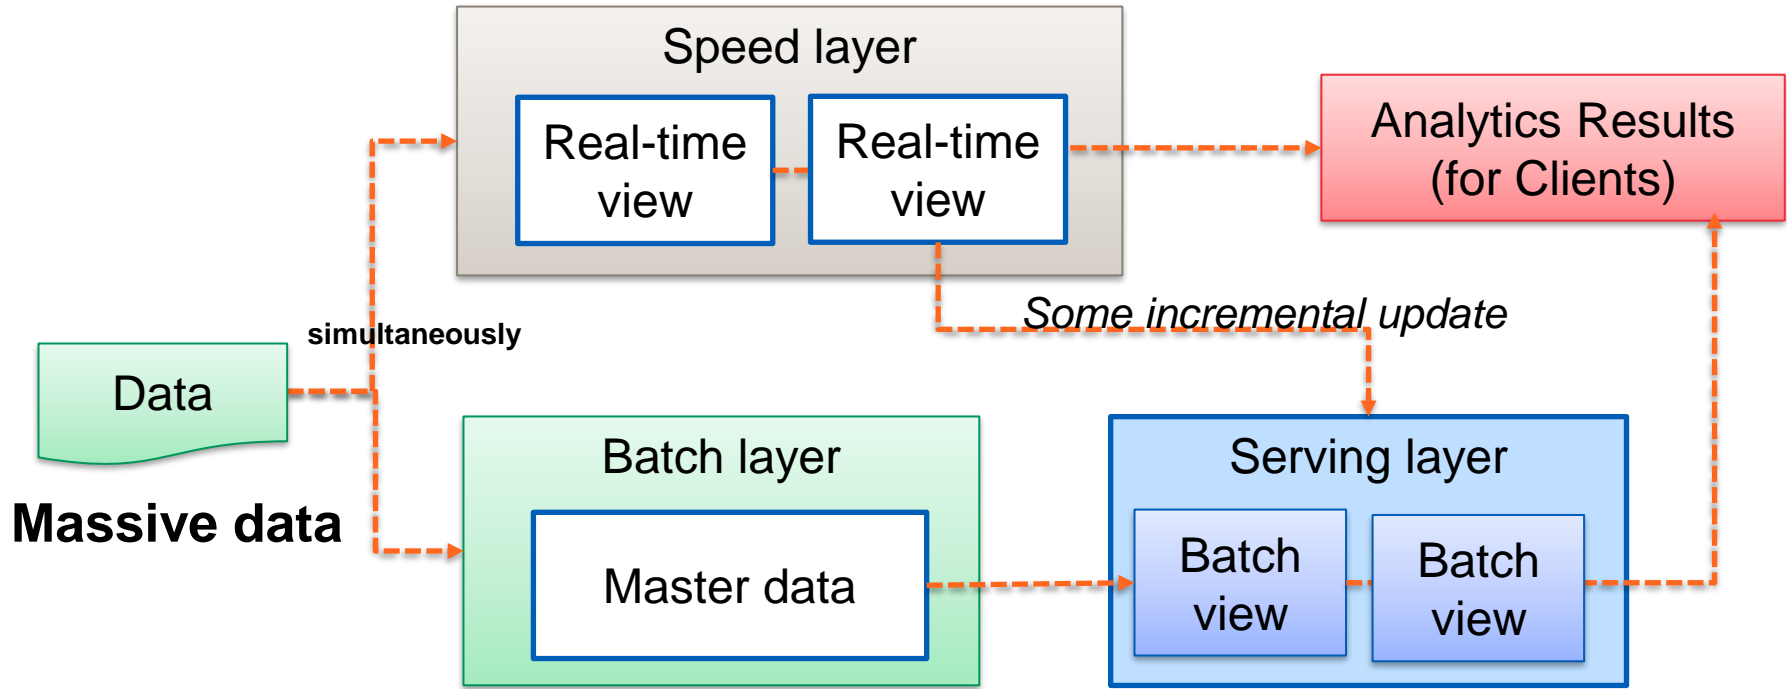 Speed layer
Real-time
view
Real-time
view
Analytics Results
(for Clients)
Some incremental update
simultaneously
Data
Massive data
Batch layer
Master data
Serving layer
Batch
view
Batch
view